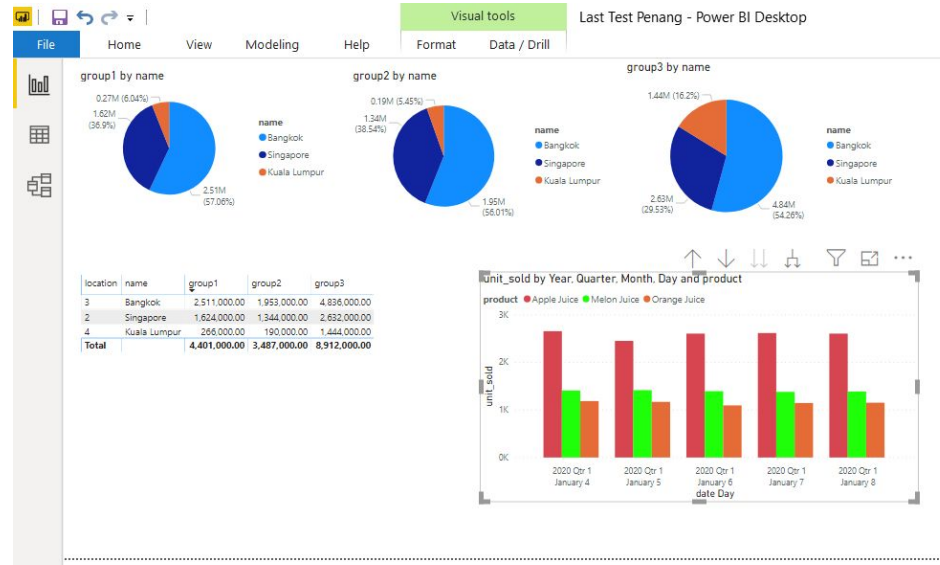 Visual tools
Last Test Penang - Power BI Desktop
File Home View Modeling Help Format Data / Drill
group1 by name
0.27M (6.04%)
1.62M
(36.9%)
2.51M
(57.06%)
name
Bangkok
Singapore
Kuala Lumpur
group2 by name
0.19M (5.45%)
1.34M
(38.54%)
1.95M
(56.01%)
name
Bangkok
Singapore
Kuala Lumpur
group3 by name
1.44M (16.2%)
2.63M
(29.53%)
4.84M
(54.26%)
name
Bangkok
Singapore
Kuala Lumpur
location name group1 group2 group3
3 Bangkok 2,511,000.00 1,953,000.00 4,836,000.00
2 Singapore 1,624,000.00 1,344,000.00 2,632,000.00
4 Kuala Lumpur 266,000.00 190,000.00 1,444,000.00
Total 4,401,000.00 3,487,000.00 8,912,000.00
unit_sold by Year, Quarter, Month, Day and product
product Apple Juice Melon Juice Orange Juice
unit_sold
3K
2K
1K
0K
2020 Qtr 1 2020 Qtr 1 2020 Qtr 1 2020 Qtr 1 2020 Qtr 1
January 4 January 5 January 6 January 7 January 8
date Day